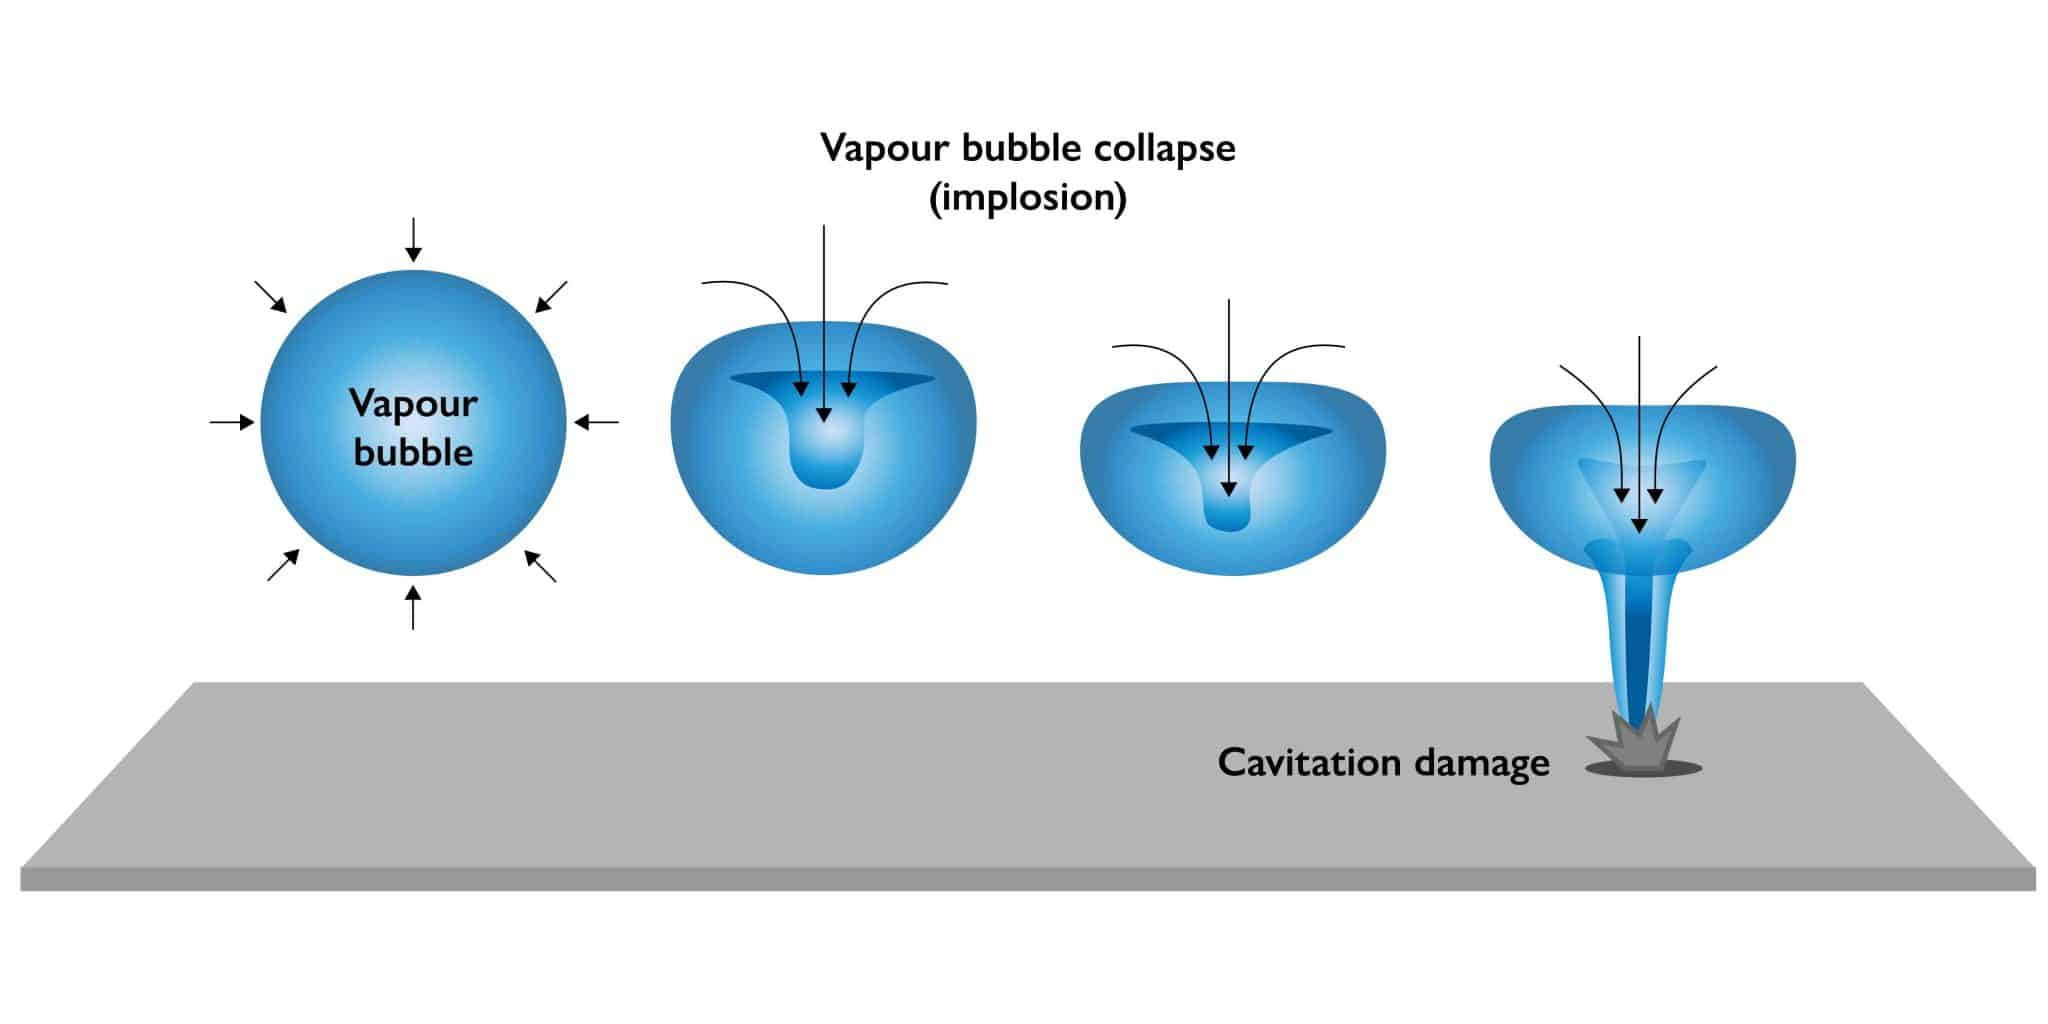 Vapour bubble collapse
(implosion)
Vapour
bubble
Cavitation damage